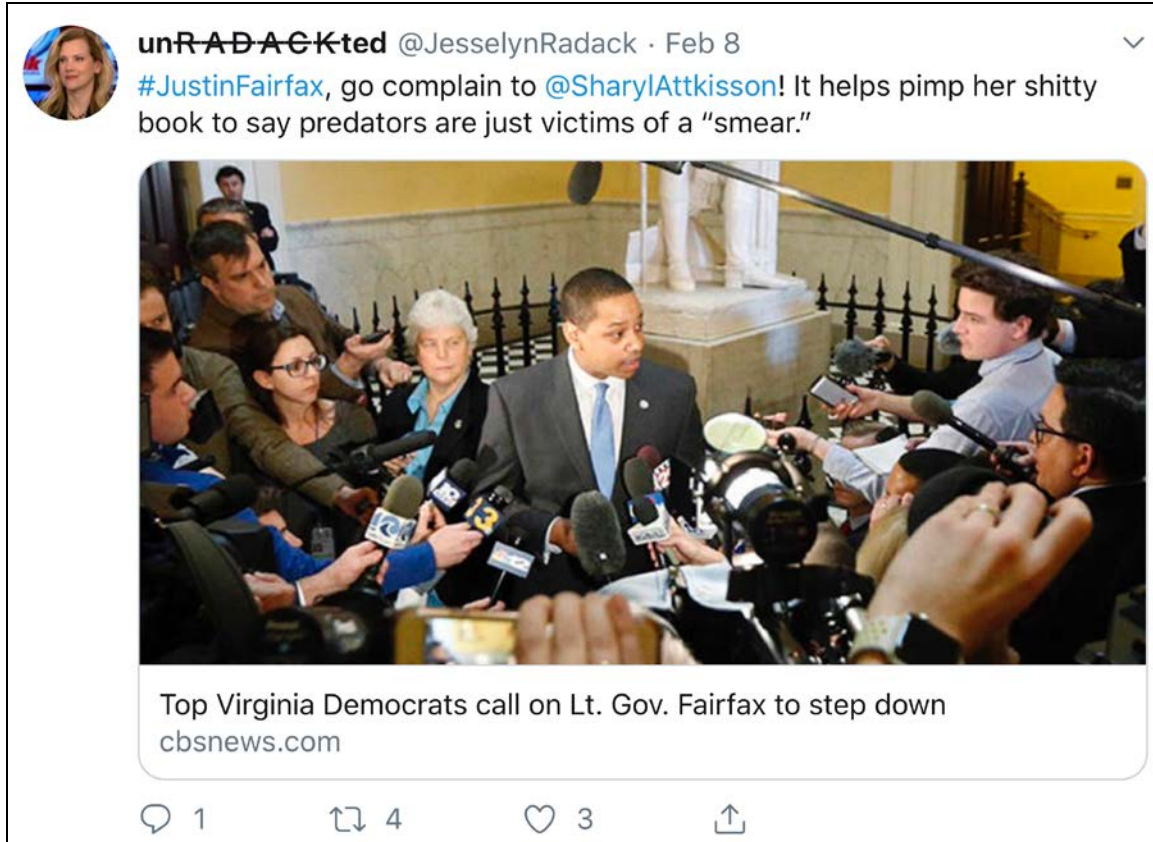 unRADACKted @JesselynRadack · Feb 8
#JustinFairfax, go complain to @SharylAttkisson! It helps pimp her shitty
book to say predators are just victims of a “smear.”
13
Top Virginia Democrats call on Lt. Gov. Fairfax to step down
cbsnews.com
1 4 3